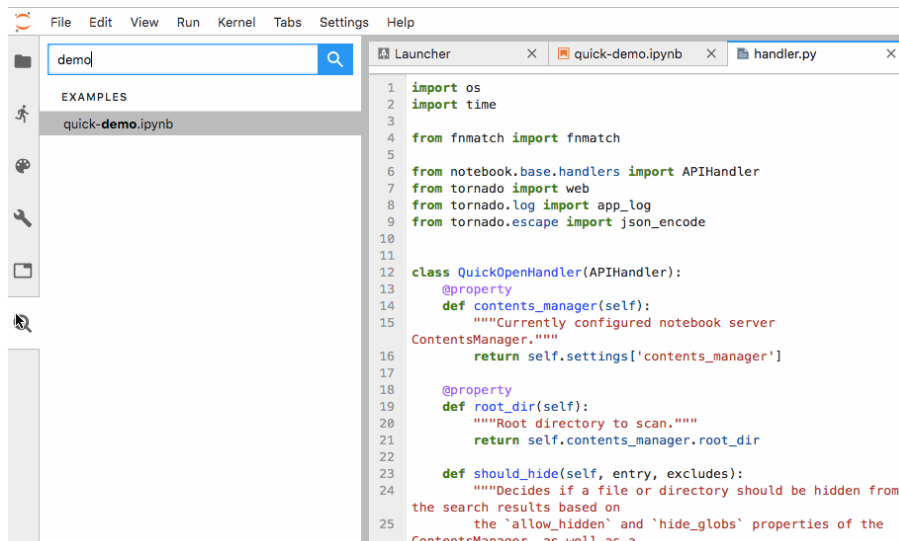 File Edit View Run Kernel Tabs Settings Help
demo
EXAMPLES
quick-demo.ipynb
Launcher quick-demo.ipynb handler.py
1 import os
2 import time
3
4 from fnmatch import fnmatch
5
6 from notebook.base.handlers import APIHandler
7 from tornado import web
8 from tornado.log import app_log
9 from tornado.escape import json_encode
10
11
12 class QuickOpenHandler(APIHandler):
13     @property
14     def contents_manager(self):
15         """Currently configured notebook server
ContentsManager."""
16         return self.settings['contents_manager']
17
18     @property
19     def root_dir(self):
20         """Root directory to scan."""
21         return self.contents_manager.root_dir
22
23     def should_hide(self, entry, excludes):
24         """Decides if a file or directory should be hidden from
the search results based on
25         the `allow_hidden` and `hide_globs` properties of the
ContentsManager, as well as a